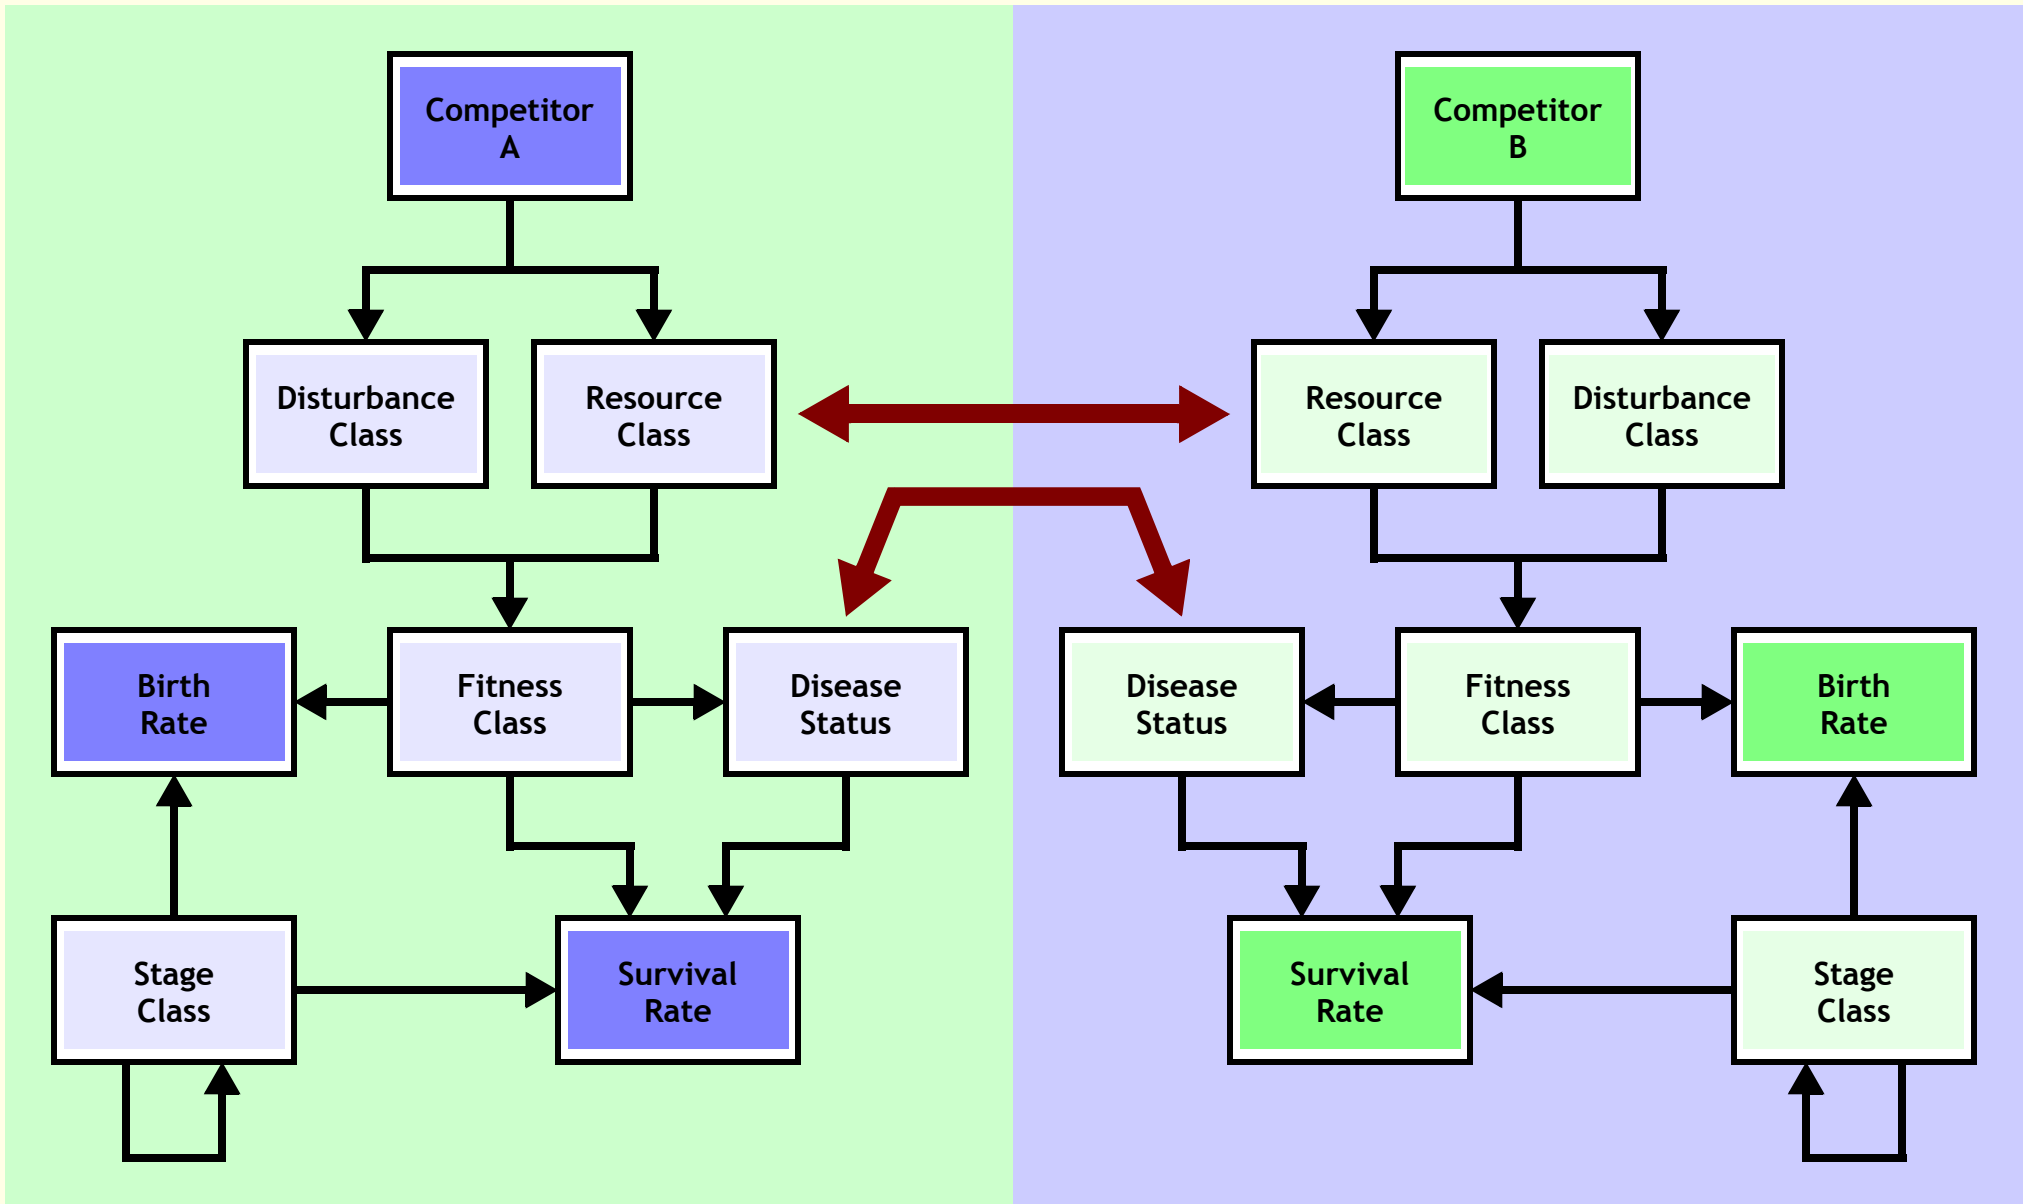 Competitor
A
Competitor
B
Disturbance
Class
Resource
Class
Resource
Class
Disturbance
Class
Birth
Rate
Fitness
Class
Disease
Status
Disease
Status
Fitness
Class
Birth
Rate
Stage
Class
Survival
Rate
Survival
Rate
Stage
Class